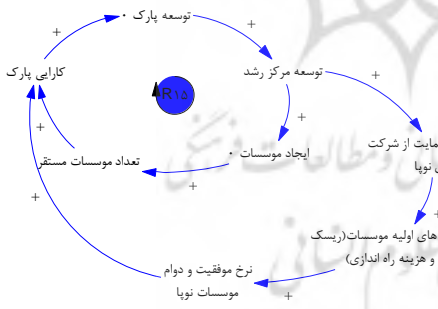 توسعه پارک
کارایی پارک
توسعه مرکز رشد
R۱۵
حمایت از شرکت
نوپا
ایجاد موسسات
تعداد موسسات مستقر
های اولیه موسسات(ریسک
و هزینه راه اندازی)
نرخ موفقیت و دوام
موسسات نوپا
+
+
+
+
+
+
+
+
+